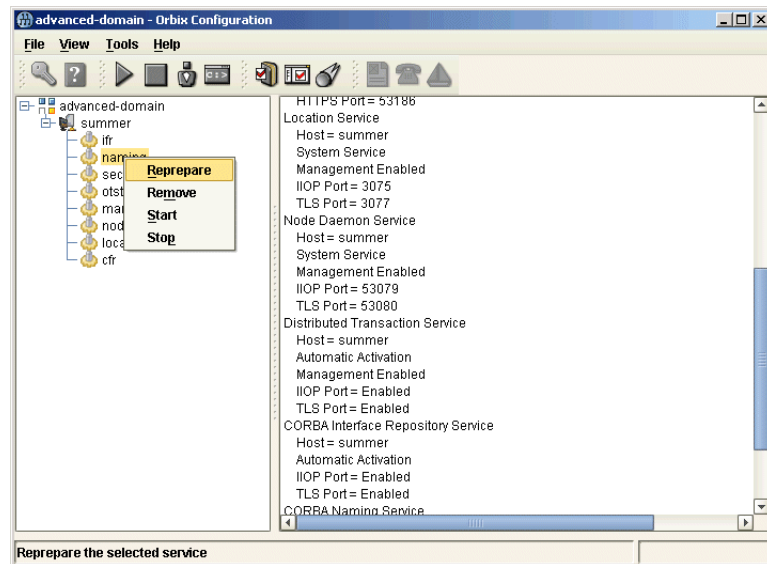 advanced-domain - Orbix Configuration
File View Tools Help
advanced-domain
summer
ifr
naming
sec
otst
mar
nod
loca
cfr
Reprepare
Remove
Start
Stop
HTTPS Port = 53186
Location Service
Host = summer
System Service
Management Enabled
IIOP Port = 3075
TLS Port = 3077
Node Daemon Service
Host = summer
System Service
Management Enabled
IIOP Port = 53079
TLS Port = 53080
Distributed Transaction Service
Host = summer
Automatic Activation
Management Enabled
IIOP Port = Enabled
TLS Port = Enabled
CORBA Interface Repository Service
Host = summer
Automatic Activation
IIOP Port = Enabled
TLS Port = Enabled
CORBA Naming Service
Reprepare the selected service